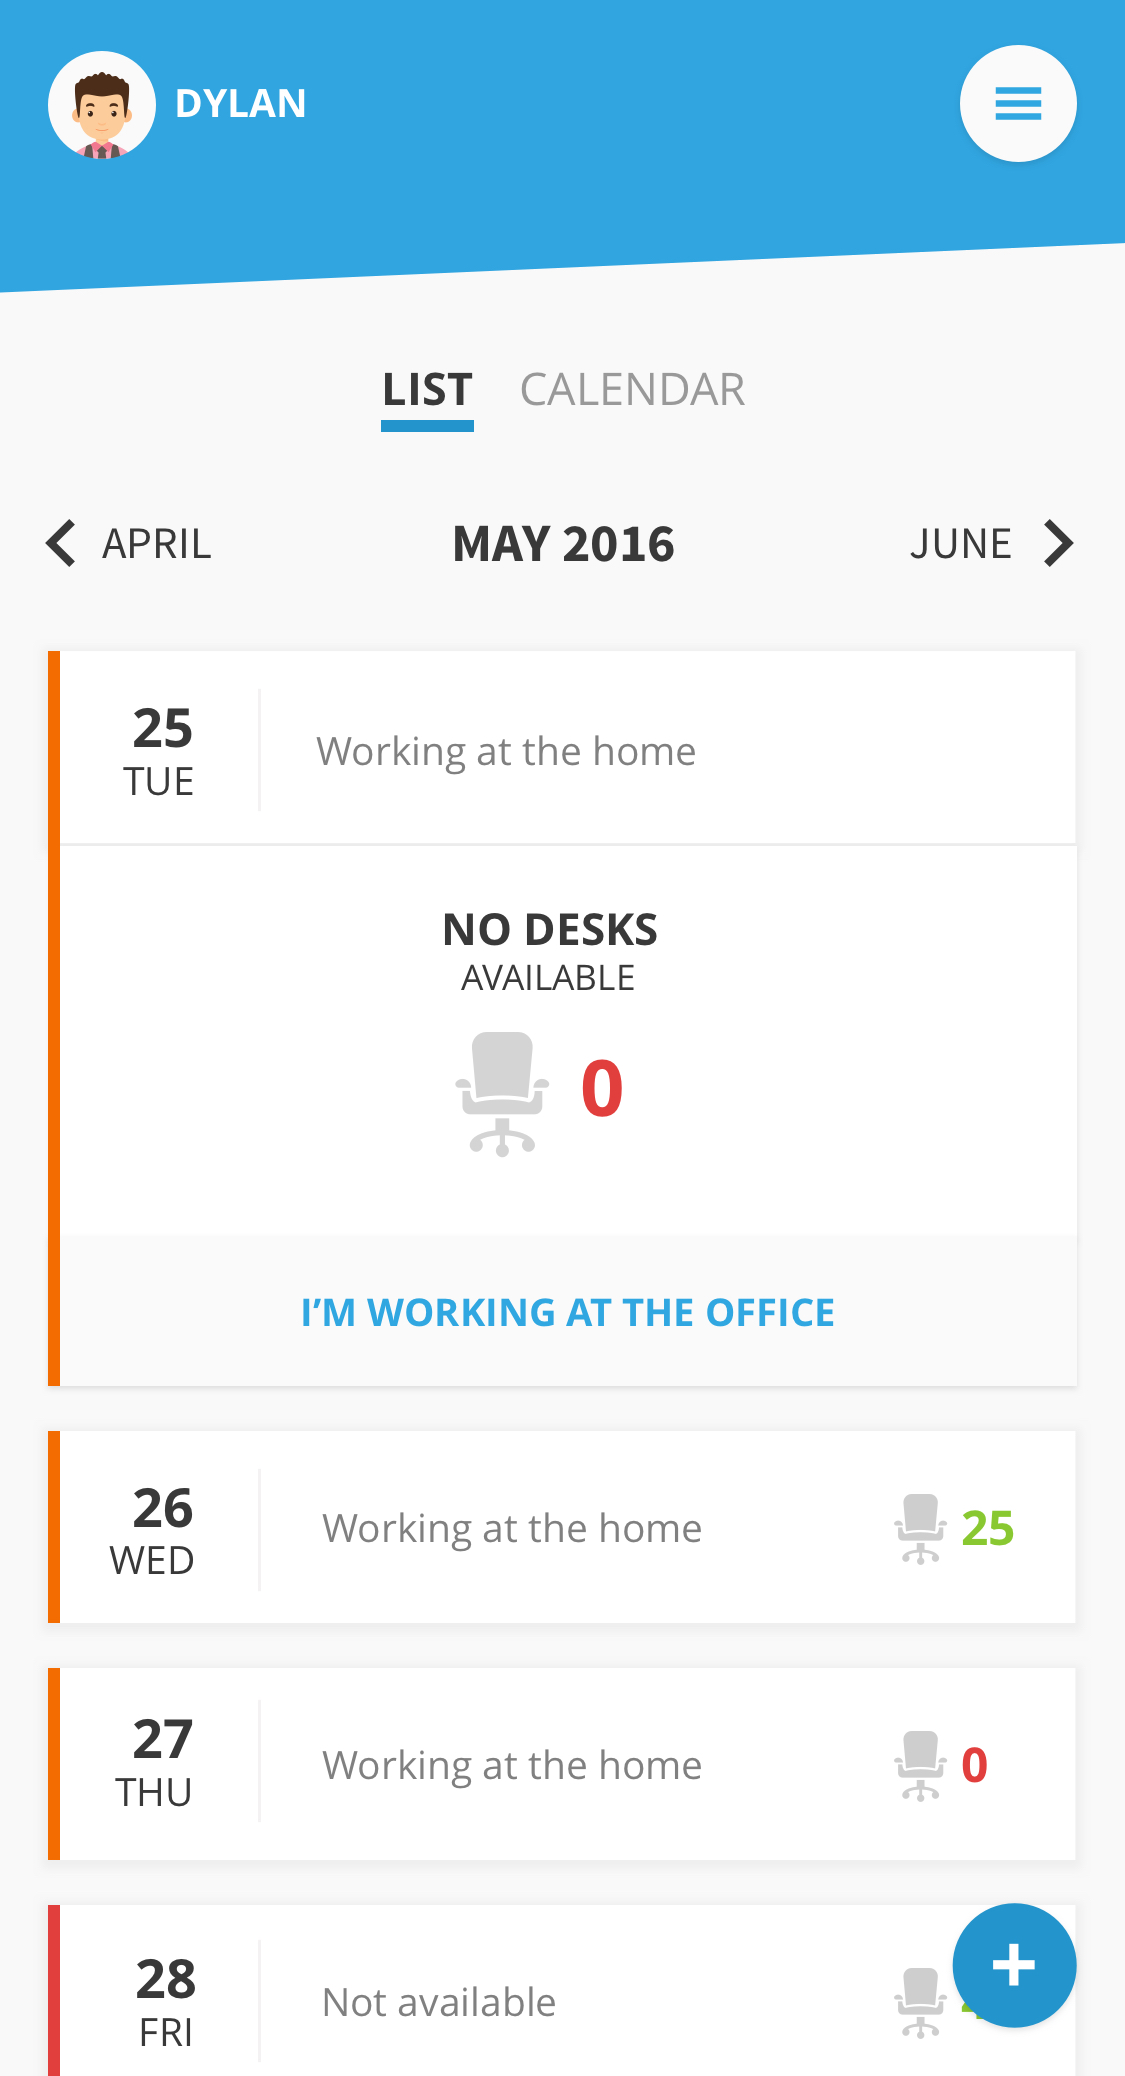 DYLAN
LIST CALENDAR
APRIL MAY 2016 JUNE
25
TUE
Working at the home
NO DESKS
AVAILABLE
0
I’M WORKING AT THE OFFICE
26
WED
Working at the home
25
27
THU
Working at the home
0
28
FRI
Not available
+